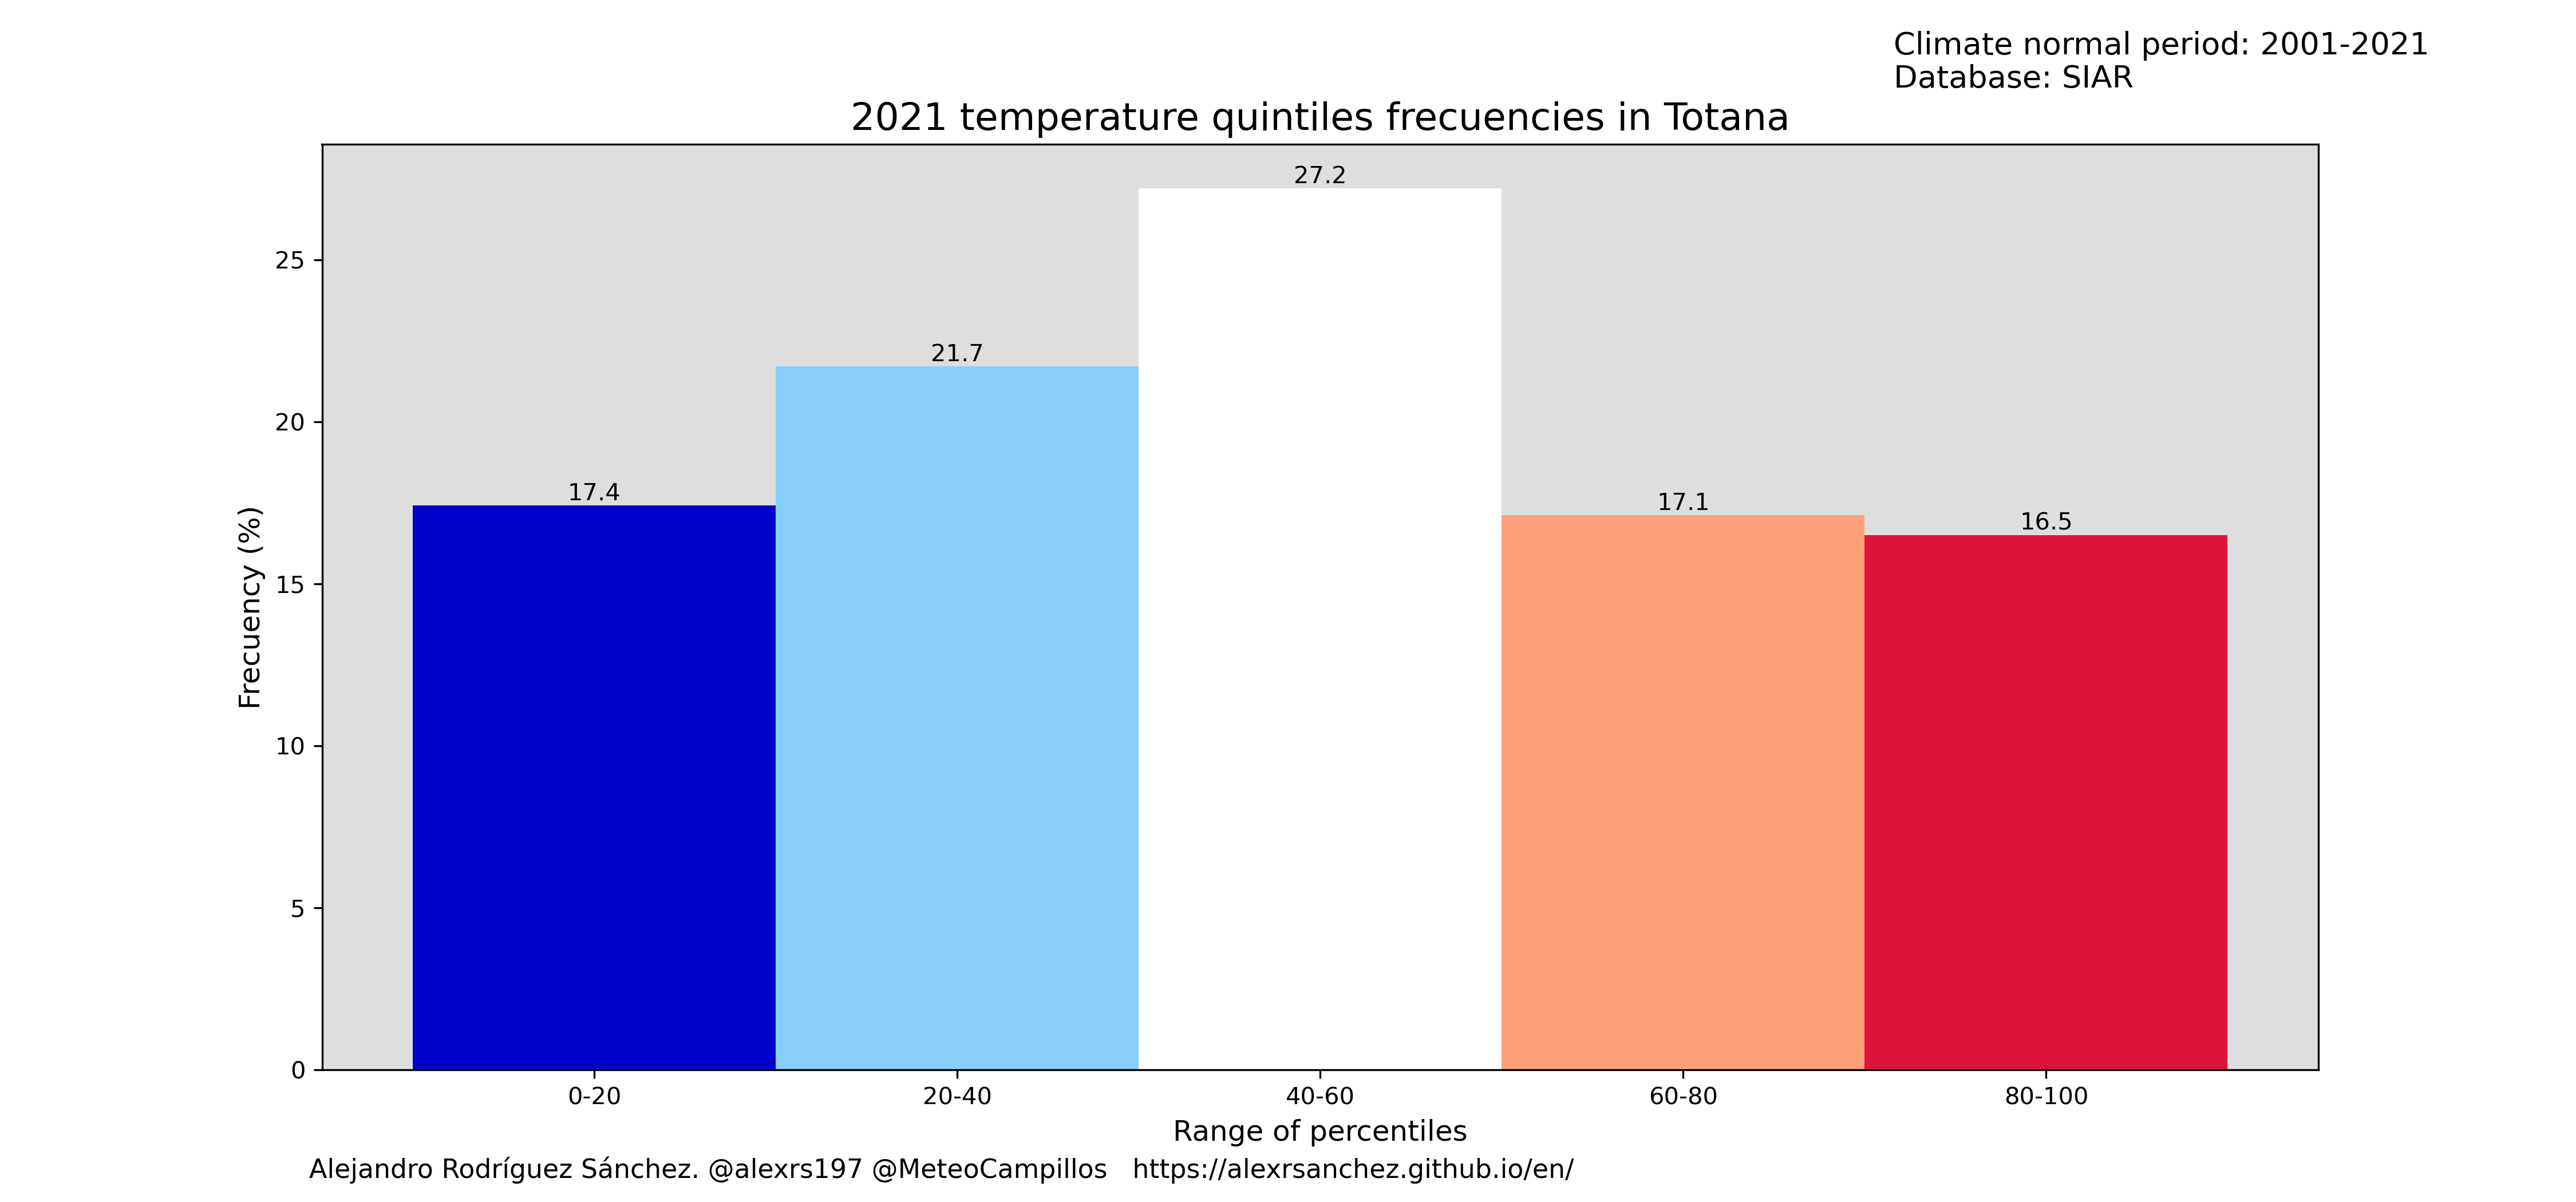 Climate normal period: 2001-2021
Database: SIAR
2021 temperature quintiles frecuencies in Totana
27.2
25
21.7
20
17.4
17.1
16.5
Frecuency (%)
15
10
5
0
0-20
20-40
40-60
60-80
80-100
Range of percentiles
Alejandro Rodríguez Sánchez. @alexrs197 @MeteoCampillos https://alexrsanchez.github.io/en/